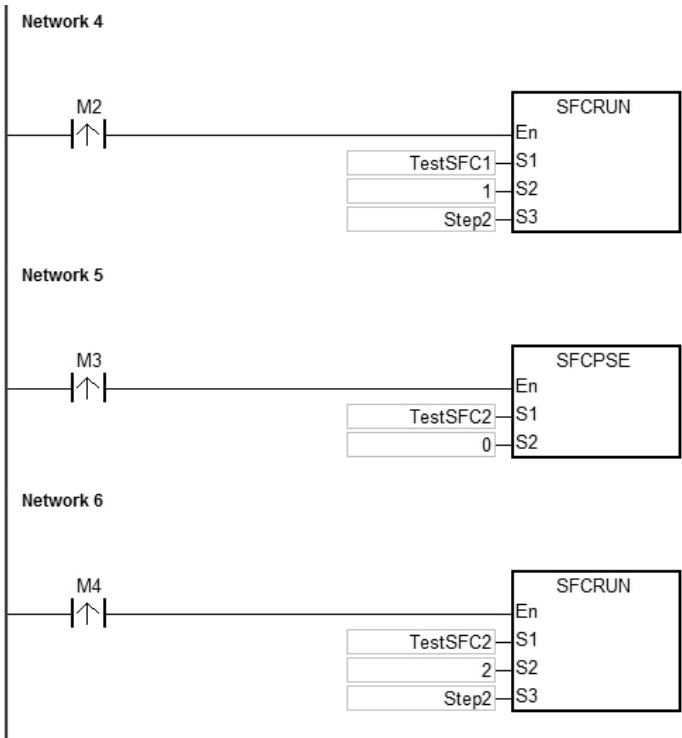 Network 4
M2
SFCRUN
En
TestSFC1 S1
1 S2
Step2 S3
Network 5
M3
SFCPSE
En
TestSFC2 S1
0 S2
Network 6
M4
SFCRUN
En
TestSFC2 S1
2 S2
Step2 S3